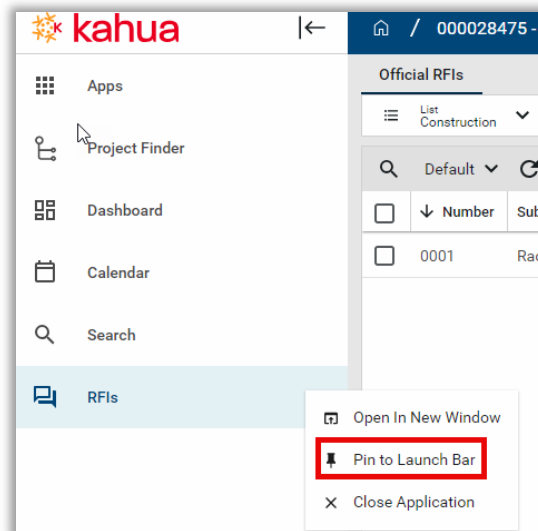 kahua
/ 000028475 -
Apps
Official RFIs
List
Construction
Project Finder
Default
Dashboard
Number
0001
Calendar
Search
RFIs
Open In New Window
Pin to Launch Bar
Close Application